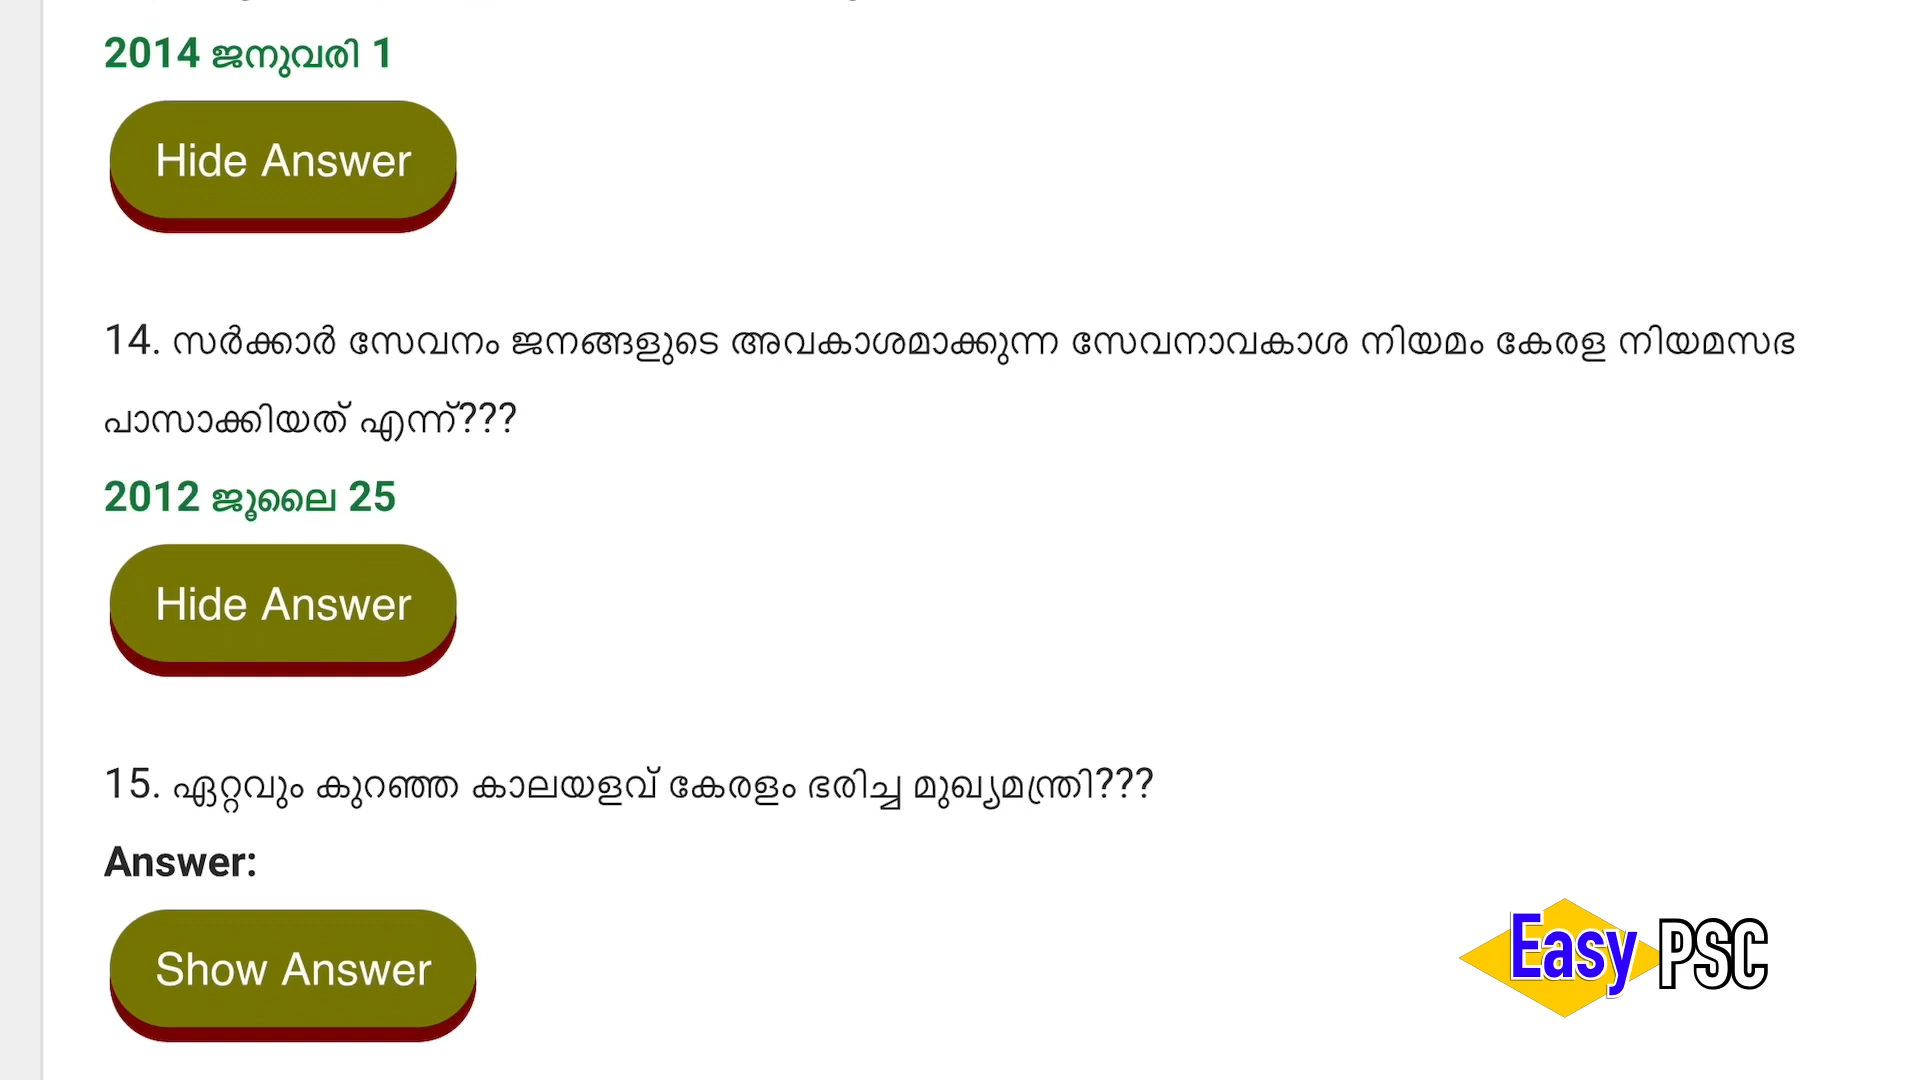 2014 ജനുവരി 1
Hide Answer
14. സർക്കാർ സേവനം ജനങ്ങളുടെ അവകാശമാക്കുന്ന സേവനാവകാശ നിയമം കേരള നിയമസഭ
പാസാക്കിയത് എന്ന്???
2012 ജൂലൈ 25
Hide Answer
15. ഏറ്റവും കുറഞ്ഞ കാലയളവ് കേരളം ഭരിച്ച മുഖ്യമന്ത്രി???
Answer:
Show Answer
Easy PSC